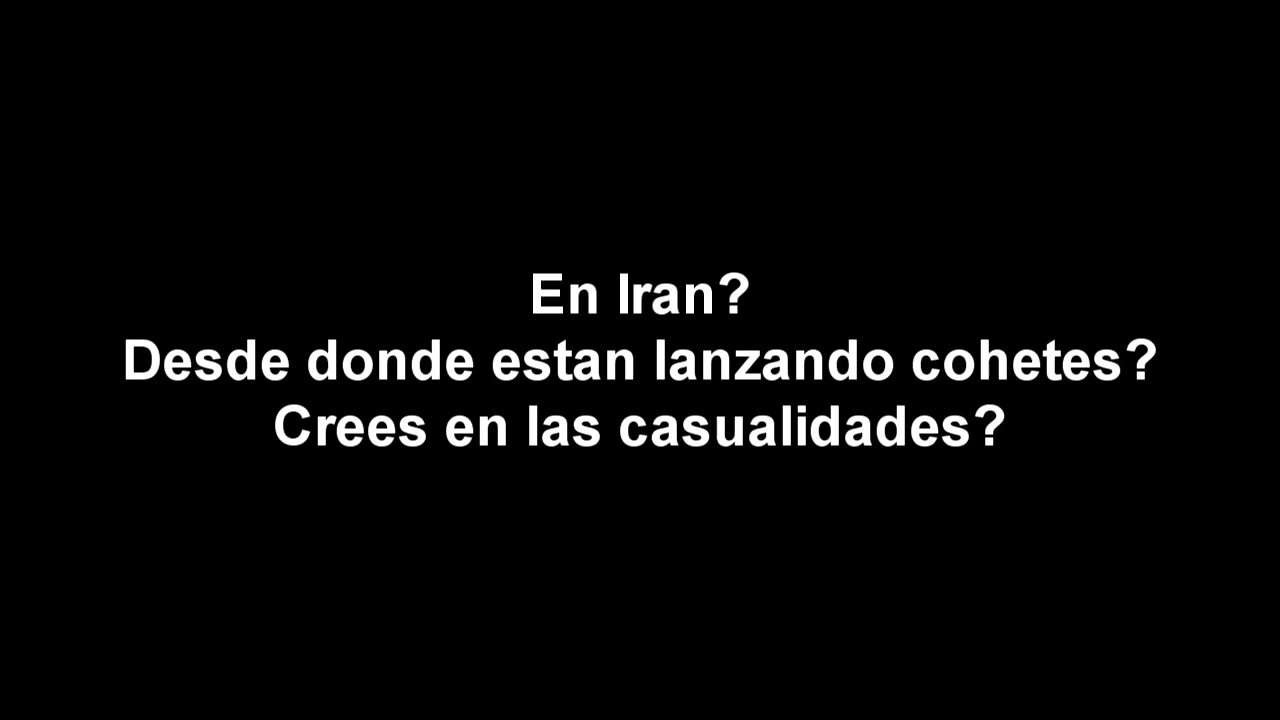 En Iran?
Desde donde estan lanzando cohetes?
Crees en las casualidades?